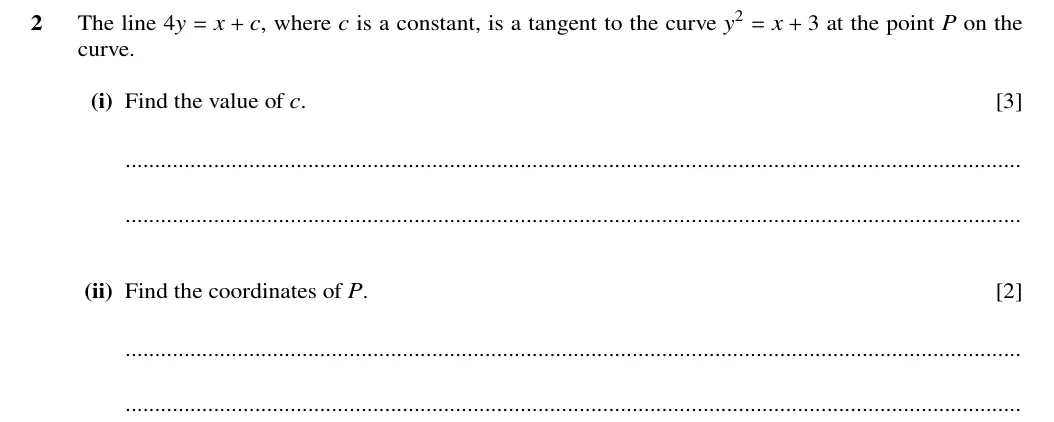 2 The line 4y = x + c, where c is a constant, is a tangent to the curve y² = x + 3 at the point P on the
curve.
(i) Find the value of c. [3]
(ii) Find the coordinates of P. [2]